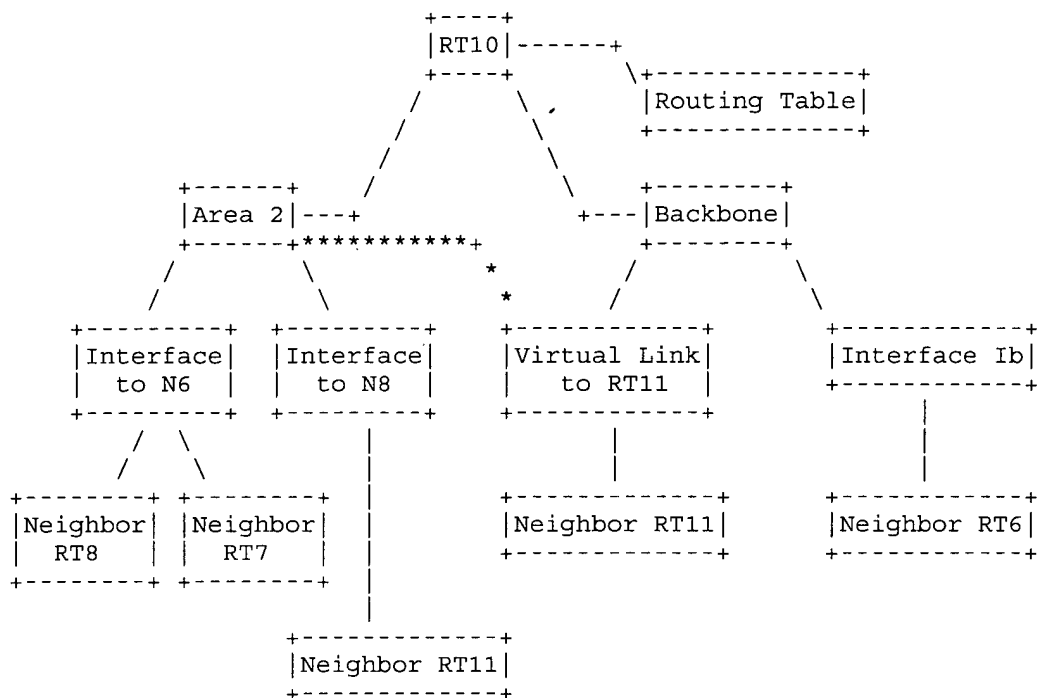 RT10
Routing Table
Area 2
Backbone
Interface
to N6
Interface
to N8
Virtual Link
to RT11
Interface Ib
Neighbor
RT8
Neighbor
RT7
Neighbor RT11
Neighbor RT6
Neighbor RT11